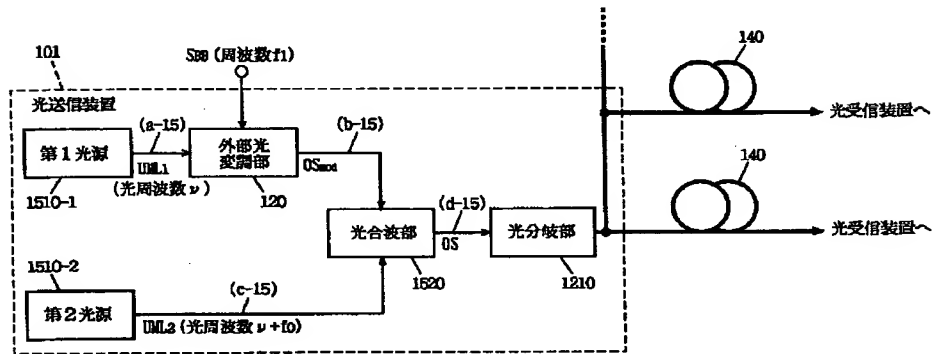 140
SBB (周波数f1)
101
光送信装置
光受信装置へ
(a-15)
(b-15)
第1光源
外部光
変調部
UML1
OSmod
(光周波数ν)
1510-1
120
140
(d-15)
光合波部
OS
光分岐部
光受信装置へ
1520
1210
1510-2
(c-15)
第2光源
UML2 (光周波数ν+f0)